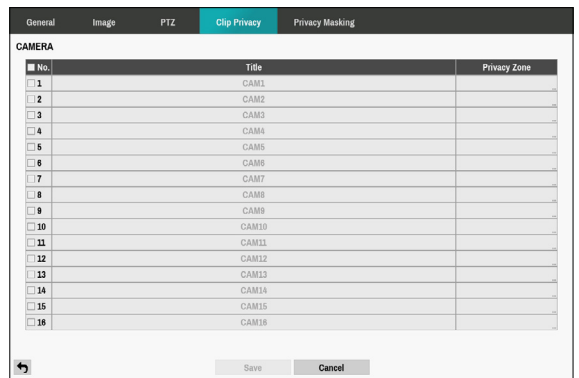 General Image PTZ Clip Privacy Privacy Masking
CAMERA
No. Title Privacy Zone
1 CAM1 ...
2 CAM2 ...
3 CAM3 ...
4 CAM4 ...
5 CAM5 ...
6 CAM6 ...
7 CAM7 ...
8 CAM8 ...
9 CAM9 ...
10 CAM10 ...
11 CAM11 ...
12 CAM12 ...
13 CAM13 ...
14 CAM14 ...
15 CAM15 ...
16 CAM16 ...
Save Cancel